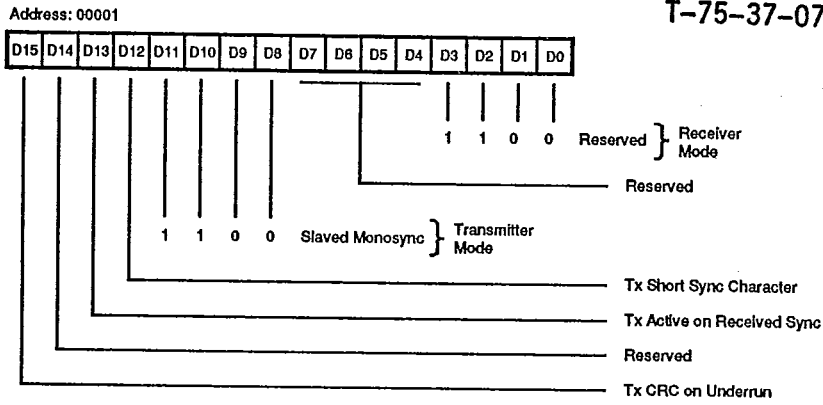 T-75-37-07
Address: 00001
D15 D14 D13 D12 D11 D10 D9 D8 D7 D6 D5 D4 D3 D2 D1 D0
1 1 0 0 Reserved } Receiver Mode
Reserved
1 1 0 0 Slaved Monosync } Transmitter Mode
Tx Short Sync Character
Tx Active on Received Sync
Reserved
Tx CRC on Underrun